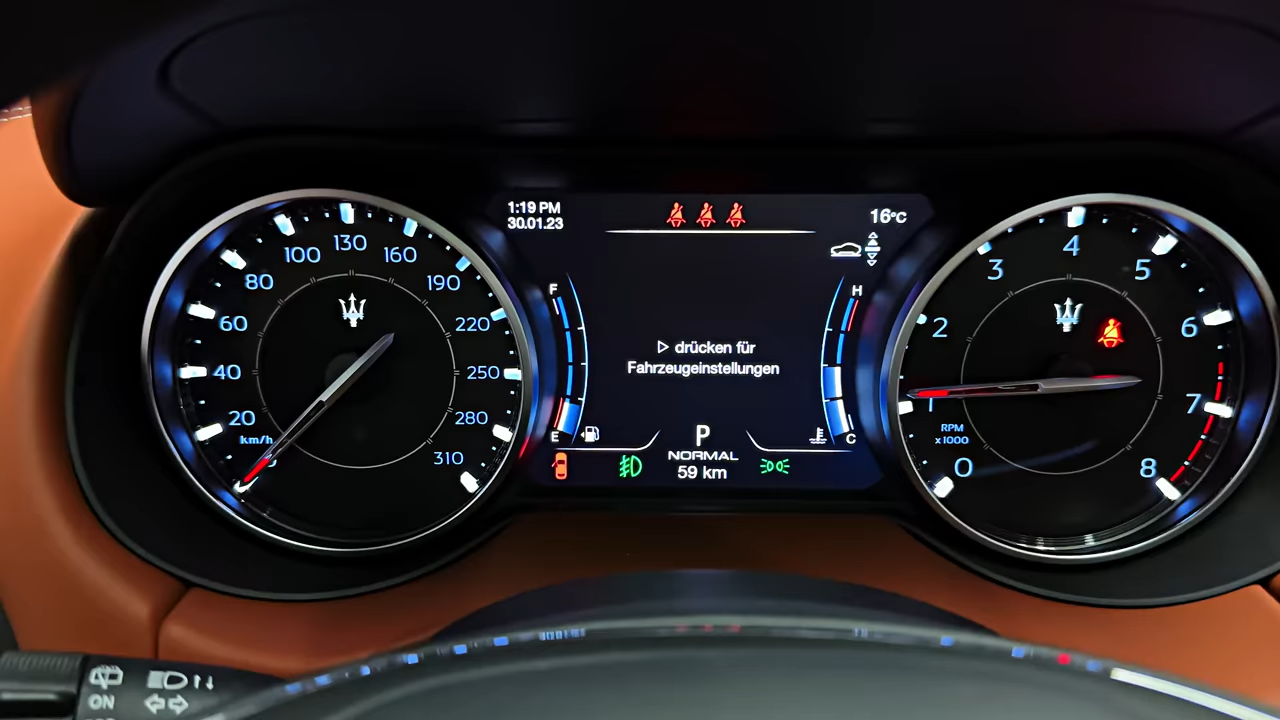 1:19 PM
30.01.23
16°C
130
100
160
80
190
60
220
40
250
20
280
km/h
310
F
E
H
C
▷ drücken für
Fahrzeugeinstellungen
P
NORMAL
59 km
4
3
5
2
6
1
7
RPM
x1000
0
8
ON